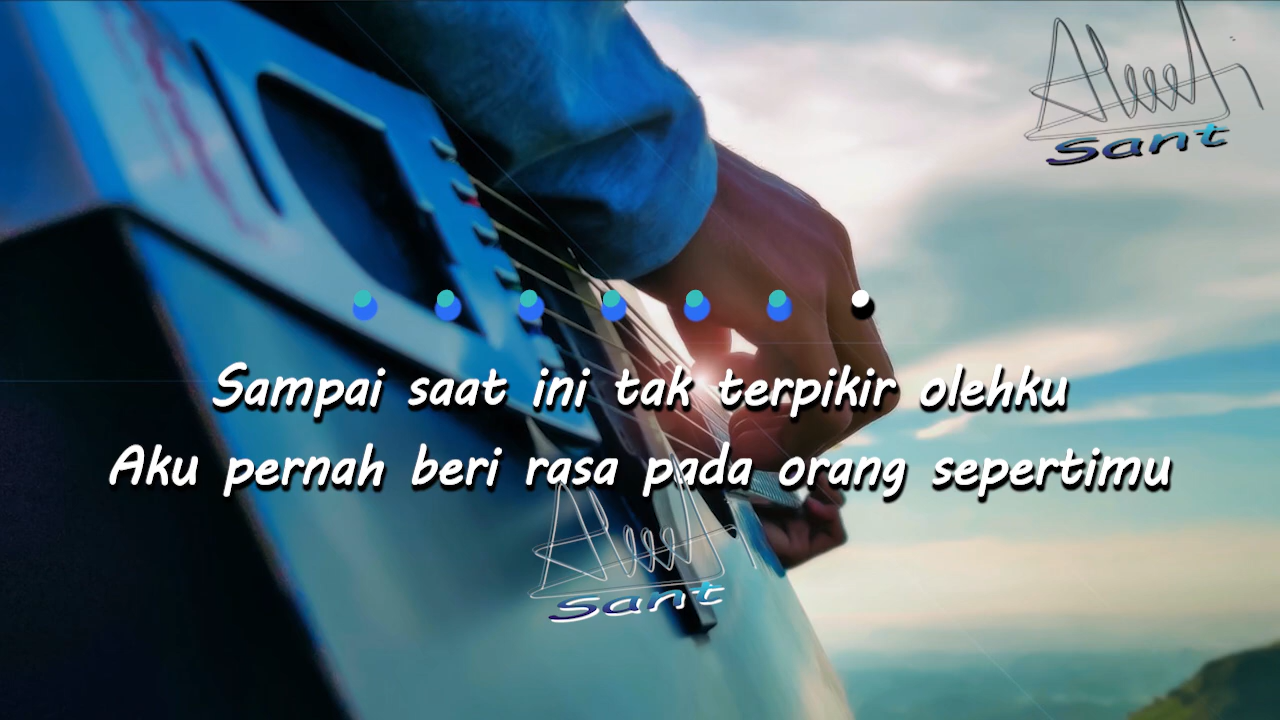 Sant
Sampai saat ini tak terpikir olehku
Aku pernah beri rasa pada orang sepertimu
Sant